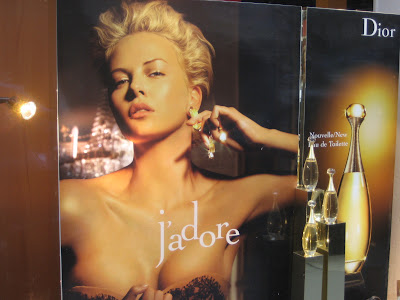 Dior
Nouvelle/New
Eau de Toilette
j'adore